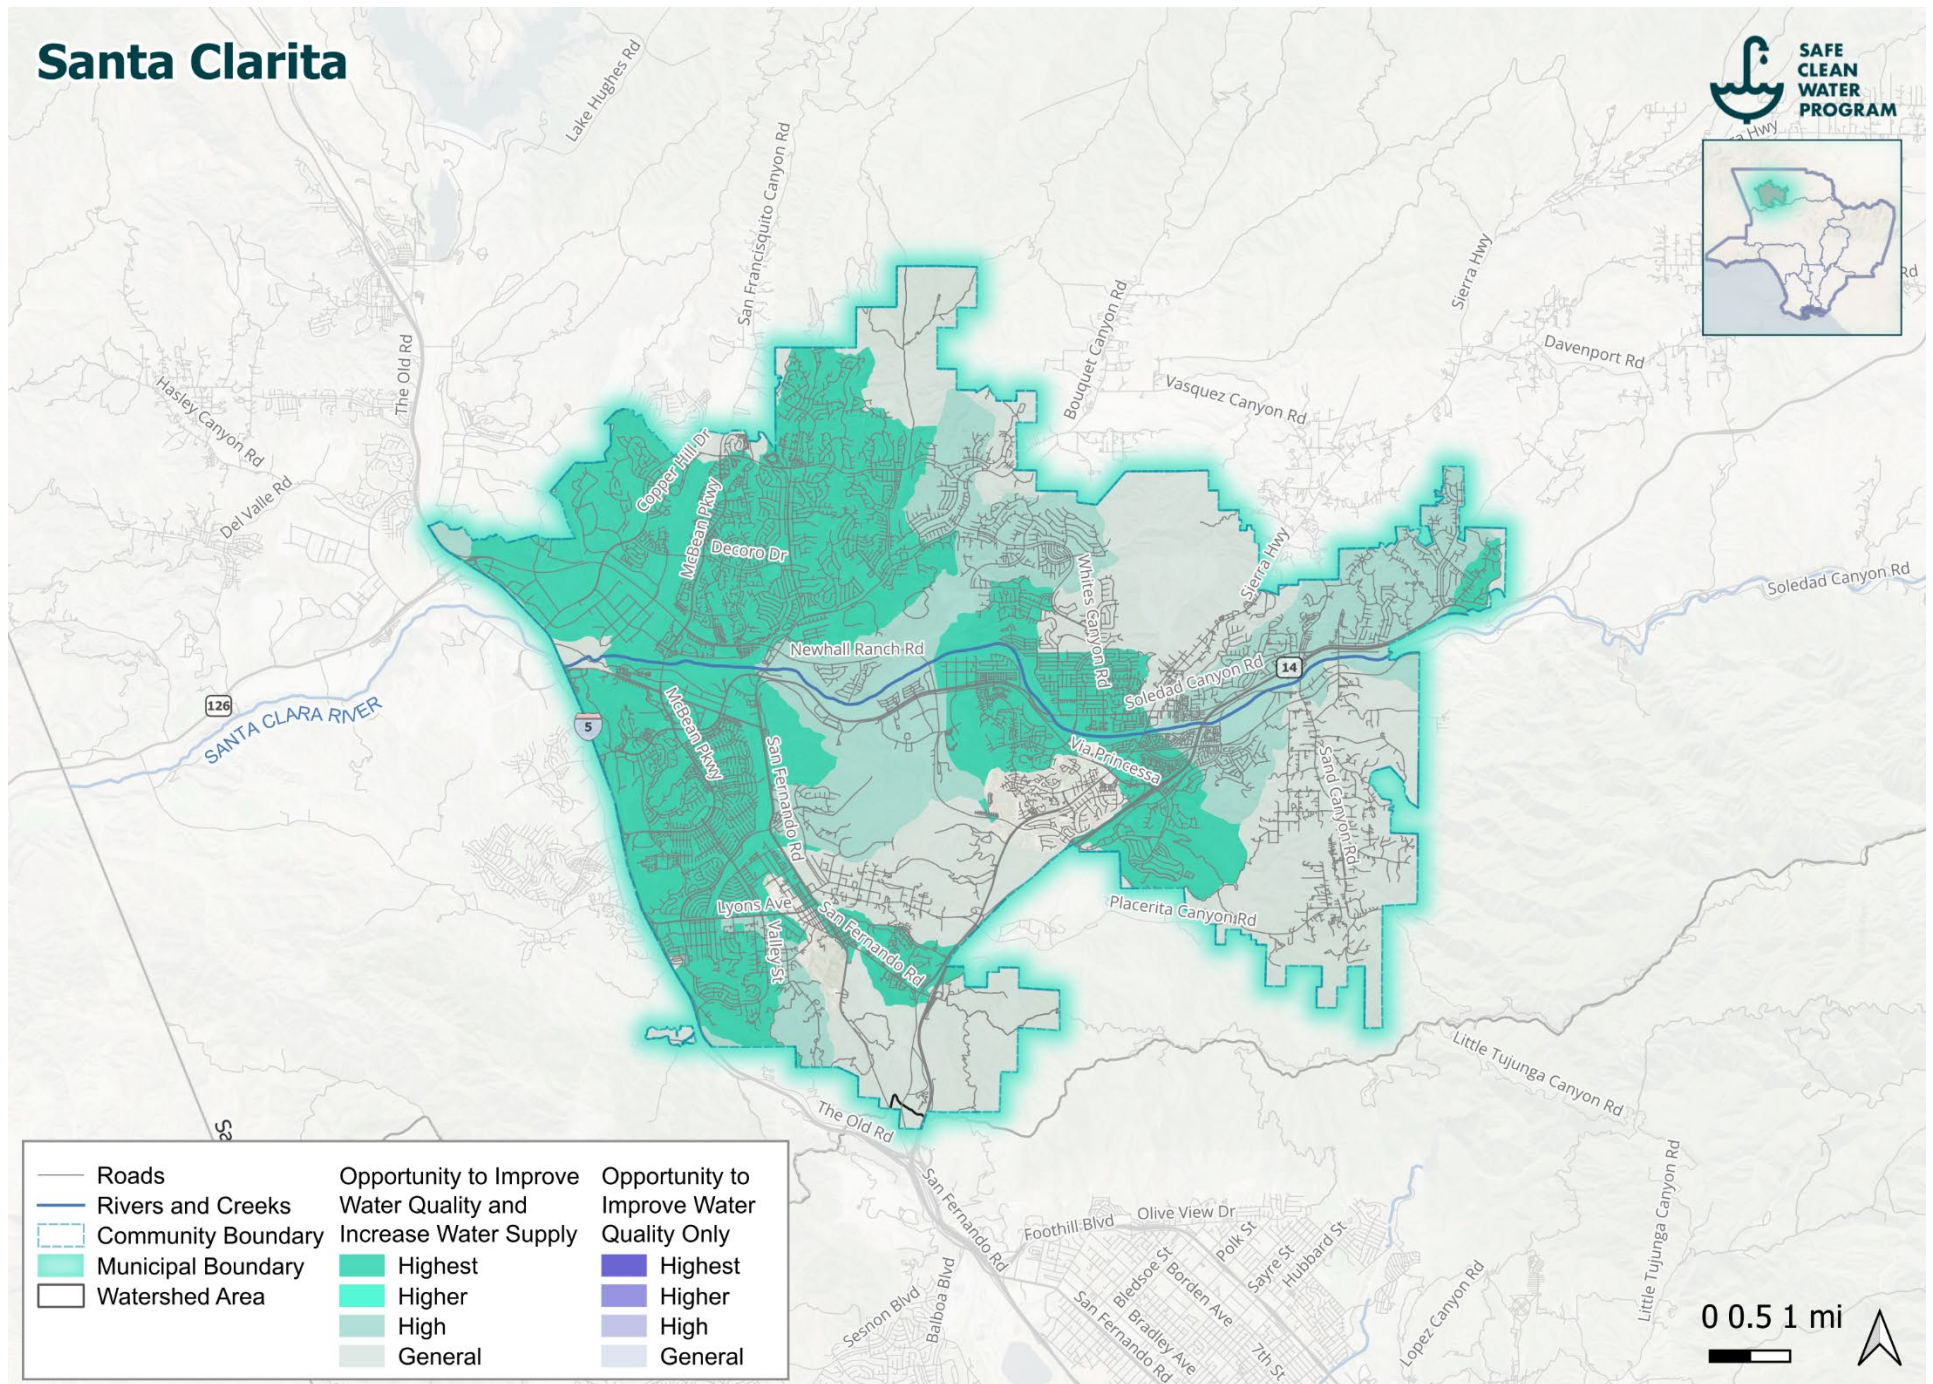 Santa Clarita
SAFE
CLEAN
WATER
PROGRAM
Lake Hughes Rd
San Francisquito Canyon Rd
Hwy
Rd
Sierra Hwy
Bouquet Canyon Rd
Davenport Rd
Vasquez Canyon Rd
The Old Rd
Hasley Canyon Rd
Del Valle Rd
Copper Hill Dr
McBean Pkwy
Decoro Dr
Whites Canyon Rd
Sierra Hwy
Soledad Canyon Rd
Newhall Ranch Rd
Soledad Canyon Rd
14
126
SANTA CLARA RIVER
5
McBean Pkwy
San Fernando Rd
Via Princessa
Sand Canyon Rd
Lyons Ave
Valley St
San Fernando Rd
Placerita Canyon Rd
Little Tujunga Canyon Rd
The Old Rd
Sa
San Fernando Rd
Foothill Blvd
Olive View Dr
Polk St
Sayre St
Hubbard St
Bledsoe St
Borden Ave
Bradley Ave
San Fernando Rd
7th St
Sesnon Blvd
Balboa Blvd
Lopez Canyon Rd
Little Tujunga Canyon Rd
Roads
Rivers and Creeks
Community Boundary
Municipal Boundary
Watershed Area
Opportunity to Improve
Water Quality and
Increase Water Supply
Highest
Higher
High
General
Opportunity to
Improve Water
Quality Only
Highest
Higher
High
General
0 0.5 1 mi